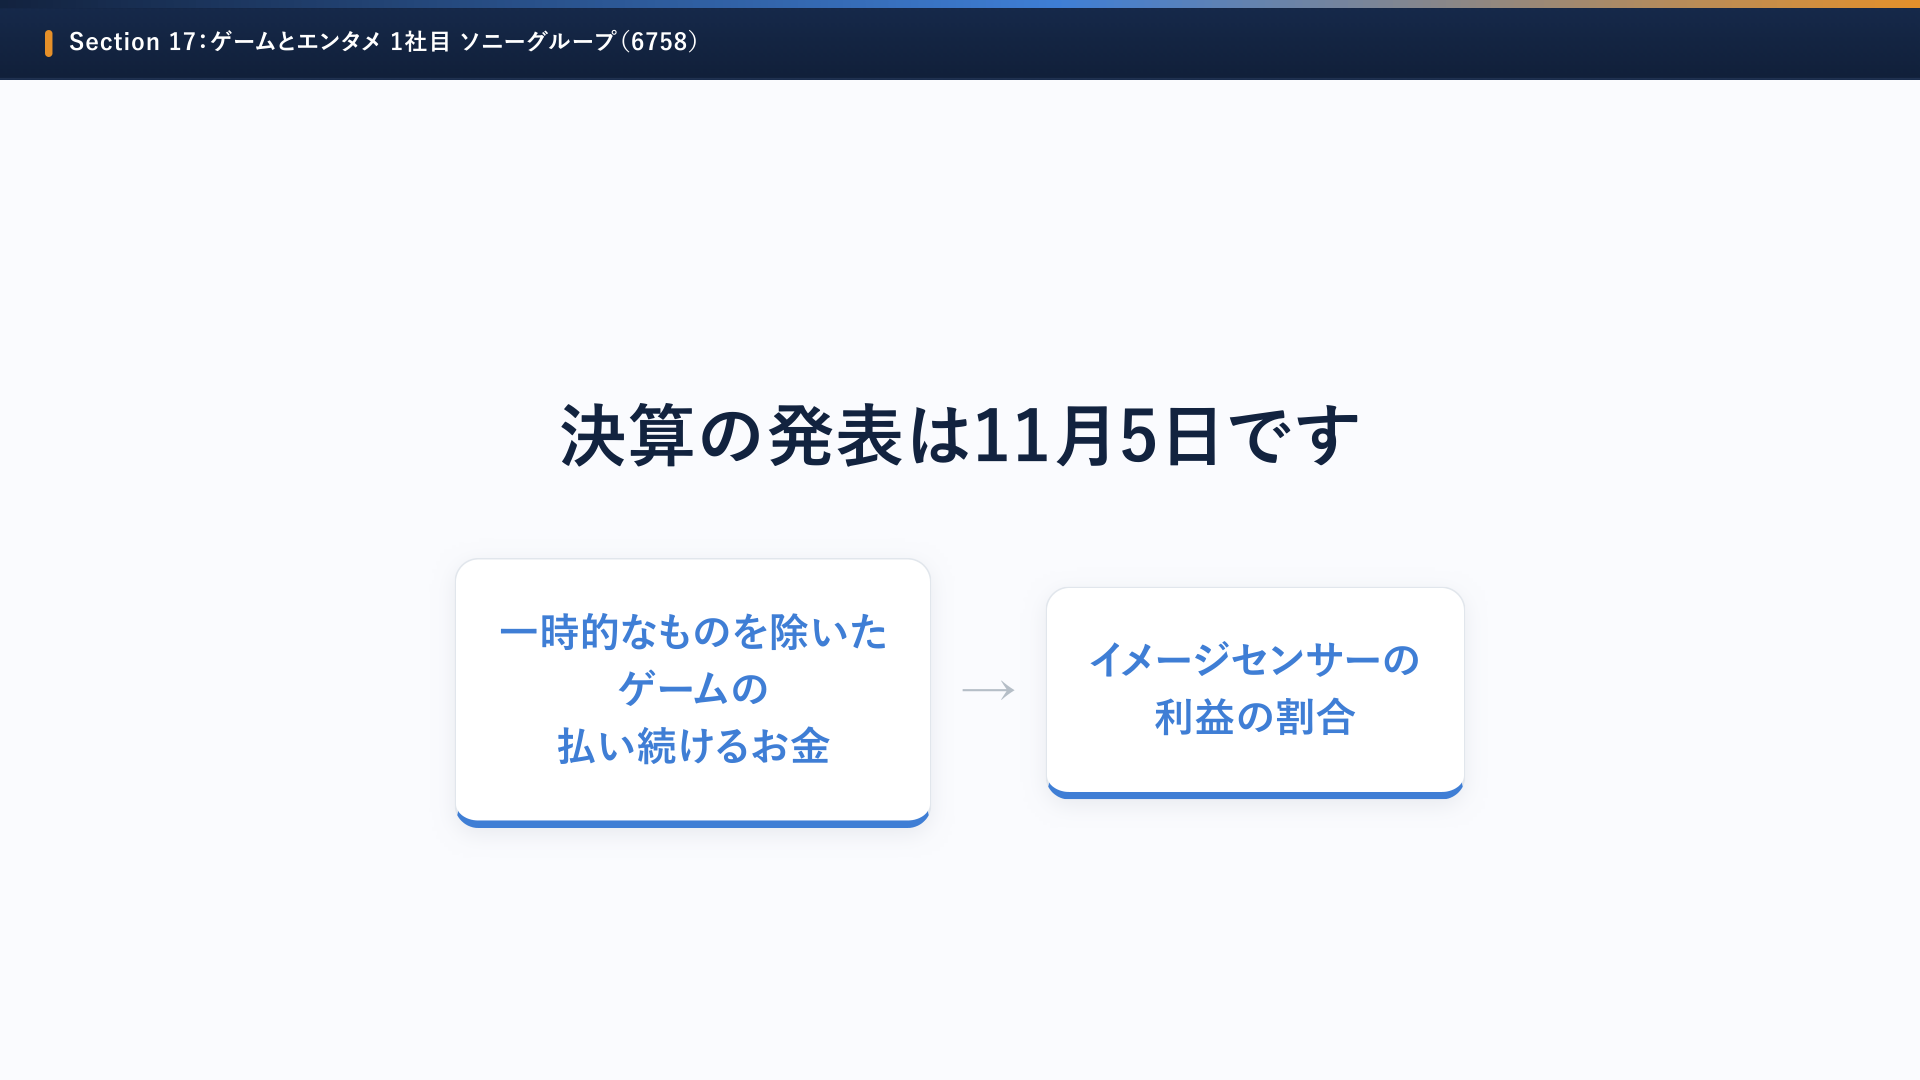 Section 17：ゲームとエンタメ 1社目 ソニーグループ（6758）
決算の発表は11月5日です
一時的なものを除いた
ゲームの
払い続けるお金
→
イメージセンサーの
利益の割合